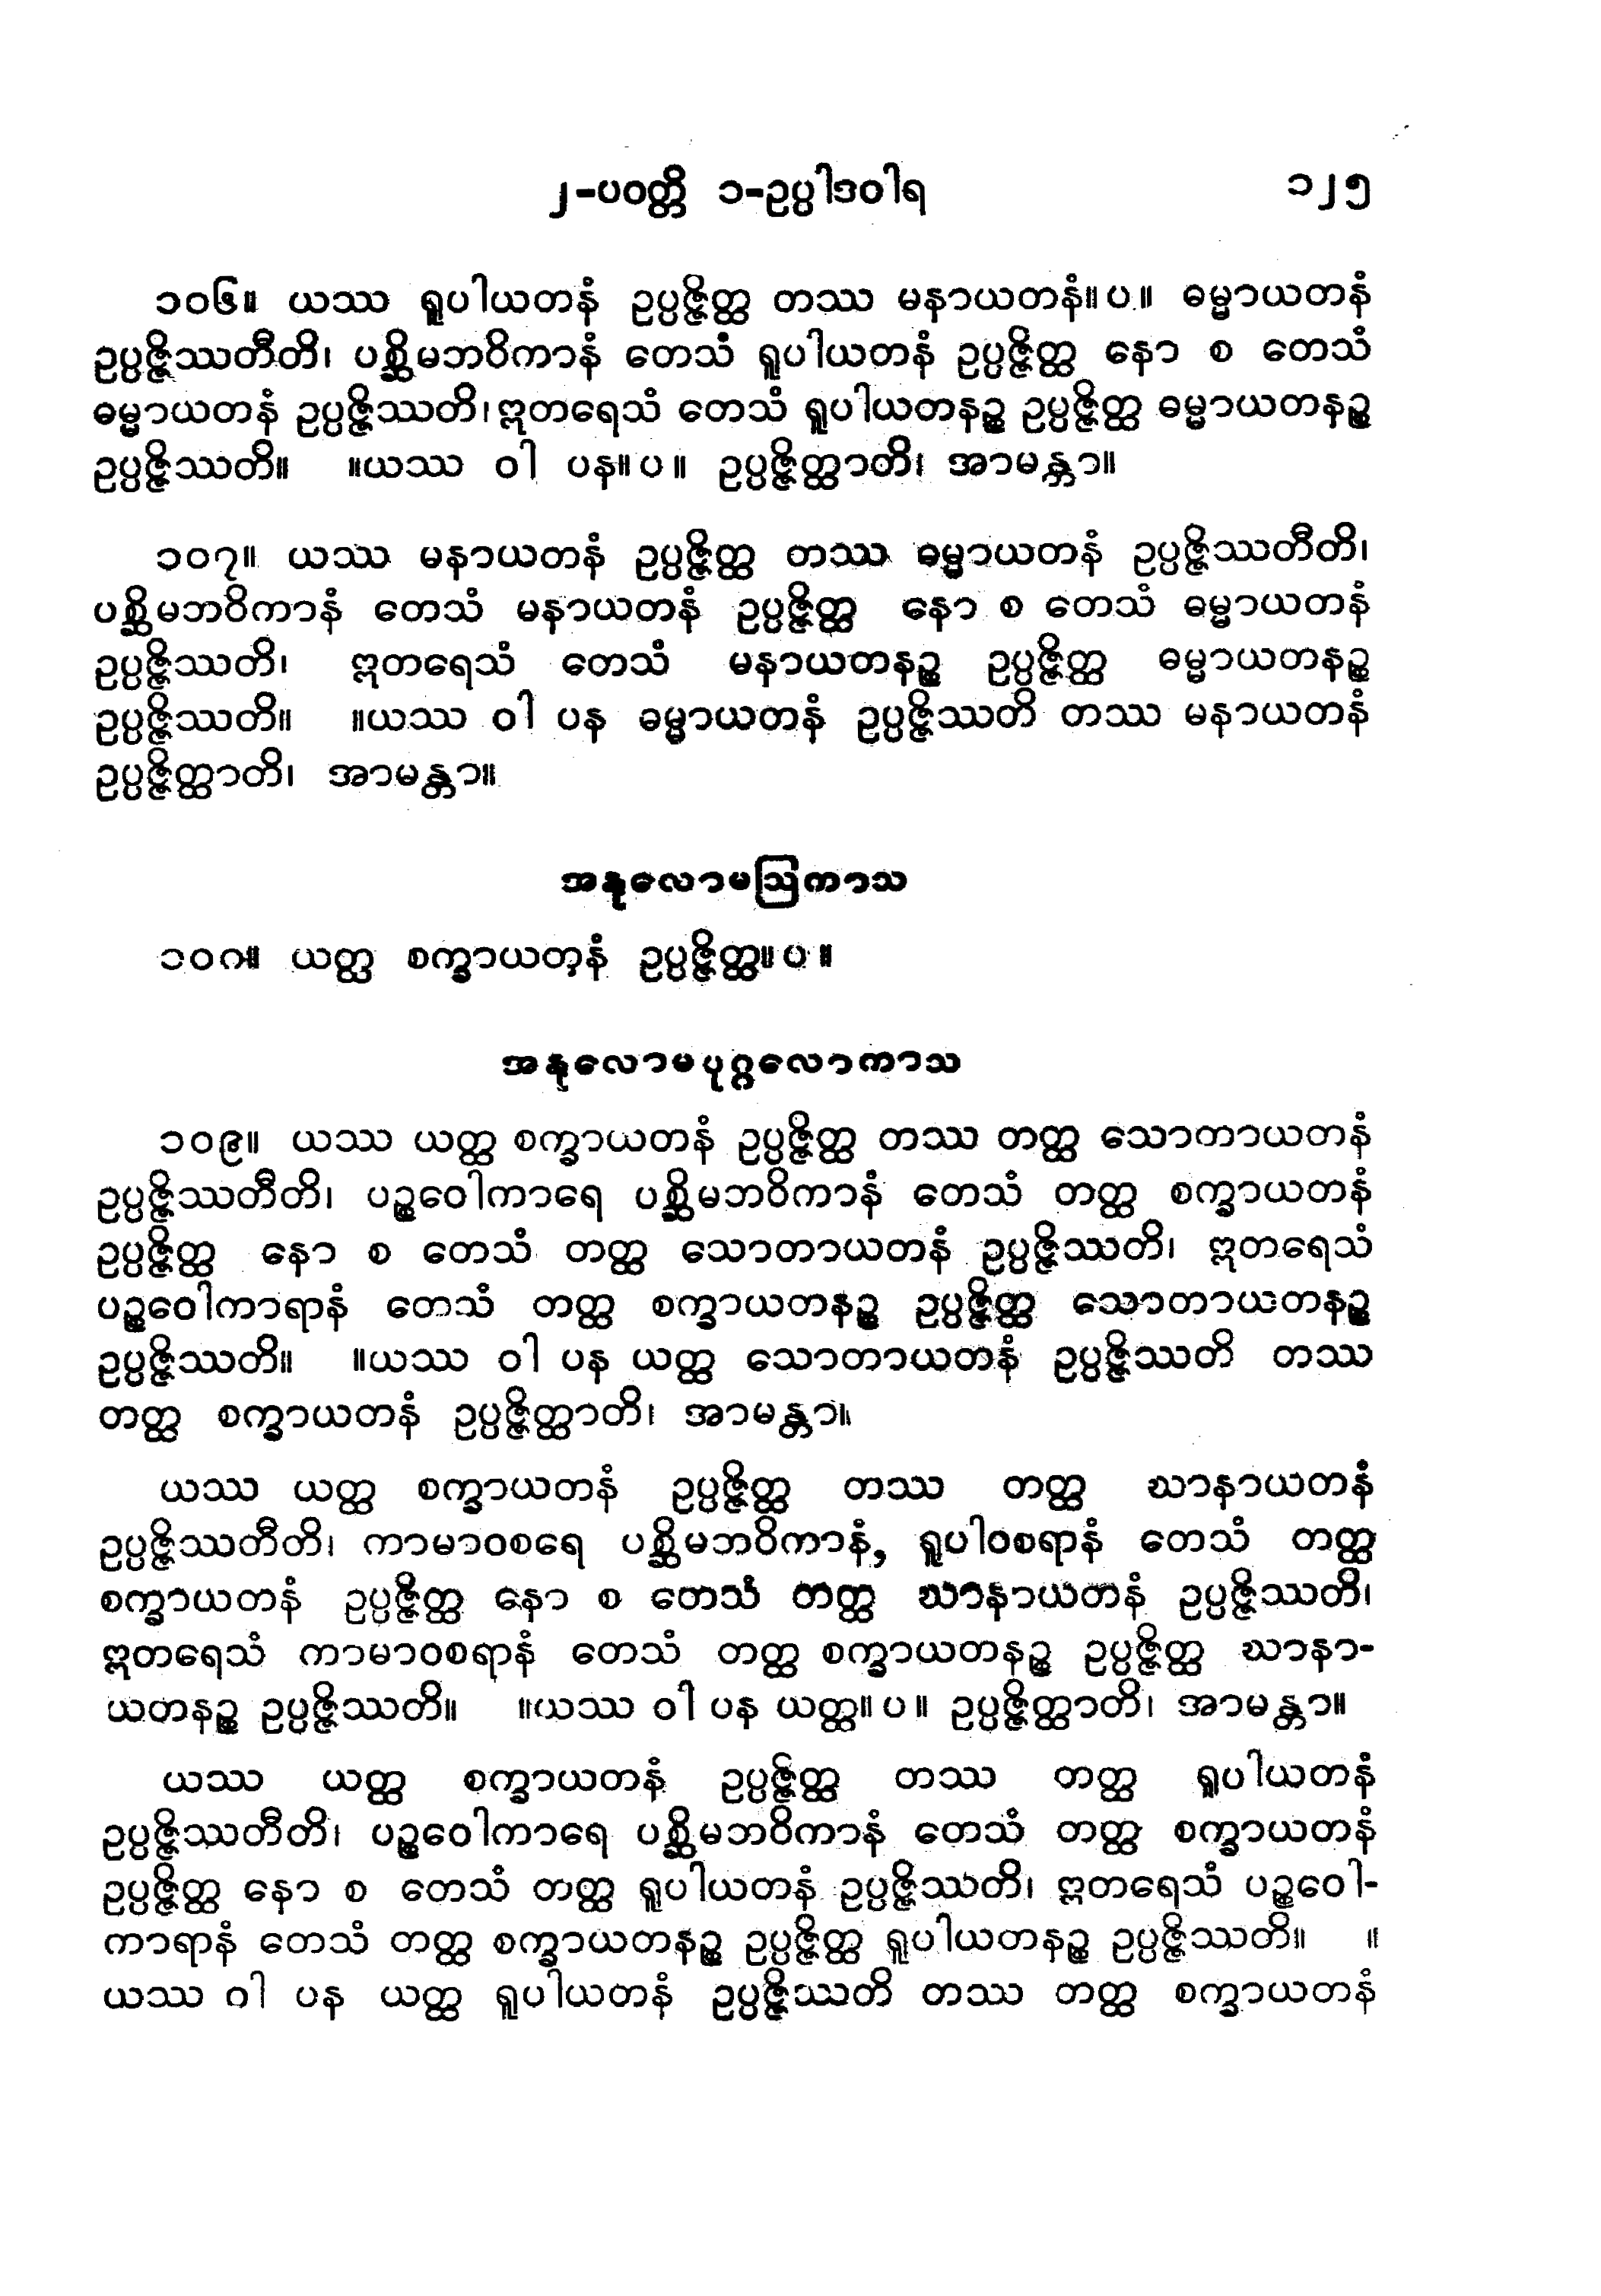 ၂-ပဝတ္တိ ၁-ဥပ္ပါဒဝါရ ၁၂၅
၁၀၆။ ယဿ ရူပါယတနံ ဥပ္ပဇ္ဇိတ္ထ တဿ မနာယတနံ။ပ။ ဓမ္မာယတနံ
ဥပ္ပဇ္ဇိဿတီတိ၊ ပစ္ဆိမဘဝိကာနံ တေသံ ရူပါယတနံ ဥပ္ပဇ္ဇိတ္ထ နော စ တေသံ
ဓမ္မာယတနံ ဥပ္ပဇ္ဇိဿတိ၊ ဣတရေသံ တေသံ ရူပါယတနဉ္စ ဥပ္ပဇ္ဇိတ္ထ ဓမ္မာယတနဉ္စ
ဥပ္ပဇ္ဇိဿတိ။ ။ယဿ ဝါ ပန။ပ။ ဥပ္ပဇ္ဇိတ္ထာတိ၊ အာမန္တာ။
၁၀၇။ ယဿ မနာယတနံ ဥပ္ပဇ္ဇိတ္ထ တဿ ဓမ္မာယတနံ ဥပ္ပဇ္ဇိဿတီတိ၊
ပစ္ဆိမဘဝိကာနံ တေသံ မနာယတနံ ဥပ္ပဇ္ဇိတ္ထ နော စ တေသံ ဓမ္မာယတနံ
ဥပ္ပဇ္ဇိဿတိ၊ ဣတရေသံ တေသံ မနာယတနဉ္စ ဥပ္ပဇ္ဇိတ္ထ ဓမ္မာယတနဉ္စ
ဥပ္ပဇ္ဇိဿတိ။ ။ယဿ ဝါ ပန ဓမ္မာယတနံ ဥပ္ပဇ္ဇိဿတိ တဿ မနာယတနံ
ဥပ္ပဇ္ဇိတ္ထာတိ၊ အာမန္တာ။
အနုလောမဩကာသ
၁၀၈။ ယတ္ထ စက္ခာယတနံ ဥပ္ပဇ္ဇိတ္ထ။ပ။
အနုလောမပုဂ္ဂလောကာသ
၁၀၉။ ယဿ ယတ္ထ စက္ခာယတနံ ဥပ္ပဇ္ဇိတ္ထ တဿ တတ္ထ သောကာယတနံ
ဥပ္ပဇ္ဇိဿတီတိ၊ ပဉ္စဝေါကာရေ ပစ္ဆိမဘဝိကာနံ တေသံ တတ္ထ စက္ခာယတနံ
ဥပ္ပဇ္ဇိတ္ထ နော စ တေသံ တတ္ထ သောတာယတနံ ဥပ္ပဇ္ဇိဿတိ၊ ဣတရေသံ
ပဉ္စဝေါကာရာနံ တေသံ တတ္ထ စက္ခာယတနဉ္စ ဥပ္ပဇ္ဇိတ္ထ သောတာယတနဉ္စ
ဥပ္ပဇ္ဇိဿတိ။ ။ယဿ ဝါ ပန ယတ္ထ သောတာယတနံ ဥပ္ပဇ္ဇိဿတိ တဿ
တတ္ထ စက္ခာယတနံ ဥပ္ပဇ္ဇိတ္ထာတိ၊ အာမန္တာ။
ယဿ ယတ္ထ စက္ခာယတနံ ဥပ္ပဇ္ဇိတ္ထ တဿ တတ္ထ ဃာနာယတနံ
ဥပ္ပဇ္ဇိဿတီတိ၊ ကာမာဝစရေ ပစ္ဆိမဘဝိကာနံ, ရူပါဝစရာနံ တေသံ တတ္ထ
စက္ခာယတနံ ဥပ္ပဇ္ဇိတ္ထ နော စ တေသံ တတ္ထ ဃာနာယတနံ ဥပ္ပဇ္ဇိဿတိ၊
ဣတရေသံ ကာမာဝစရာနံ တေသံ တတ္ထ စက္ခာယတနဉ္စ ဥပ္ပဇ္ဇိတ္ထ ဃာနာ-
ယတနဉ္စ ဥပ္ပဇ္ဇိဿတိ။ ။ယဿ ဝါ ပန ယတ္ထ။ပ။ ဥပ္ပဇ္ဇိတ္ထာတိ၊ အာမန္တာ။
ယဿ ယတ္ထ စက္ခာယတနံ ဥပ္ပဇ္ဇိတ္ထ တဿ တတ္ထ ရူပါယတနံ
ဥပ္ပဇ္ဇိဿတီတိ၊ ပဉ္စဝေါကာရေ ပစ္ဆိမဘဝိကာနံ တေသံ တတ္ထ စက္ခာယတနံ
ဥပ္ပဇ္ဇိတ္ထ နော စ တေသံ တတ္ထ ရူပါယတနံ ဥပ္ပဇ္ဇိဿတိ၊ ဣတရေသံ ပဉ္စဝေါ-
ကာရာနံ တေသံ တတ္ထ စက္ခာယတနဉ္စ ဥပ္ပဇ္ဇိတ္ထ ရူပါယတနဉ္စ ဥပ္ပဇ္ဇိဿတိ။ ။
ယဿ ဝါ ပန ယတ္ထ ရူပါယတနံ ဥပ္ပဇ္ဇိဿတိ တဿ တတ္ထ စက္ခာယတနံ